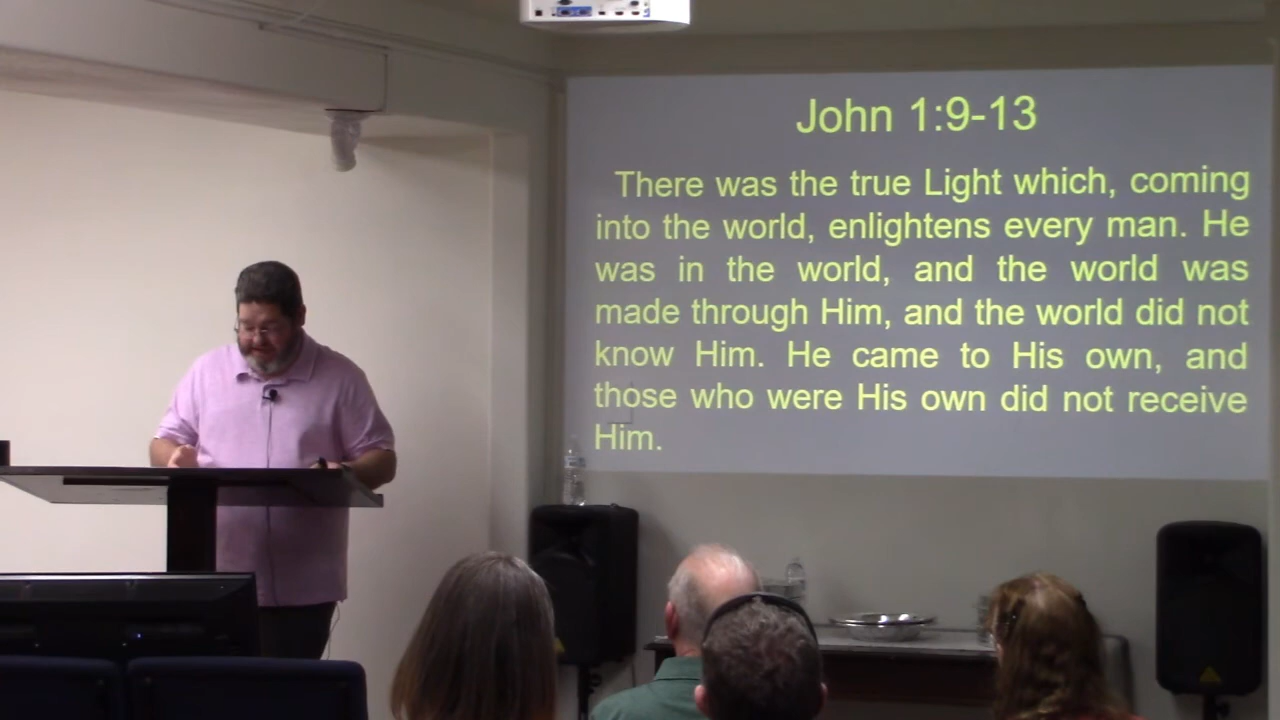 John 1:9-13
There was the true Light which, coming
into the world, enlightens every man. He
was in the world, and the world was
made through Him, and the world did not
know Him. He came to His own, and
those who were His own did not receive
Him.